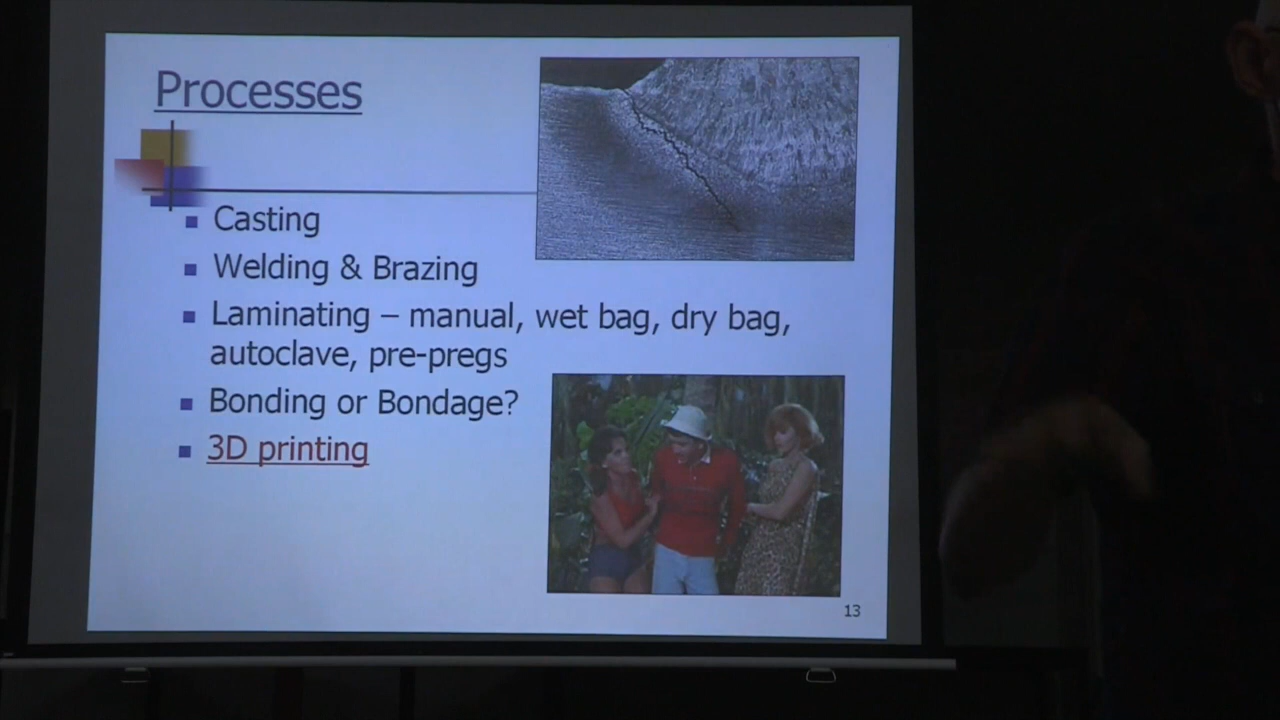 Processes
Casting
Welding & Brazing
Laminating – manual, wet bag, dry bag,
autoclave, pre-pregs
Bonding or Bondage?
3D printing
13